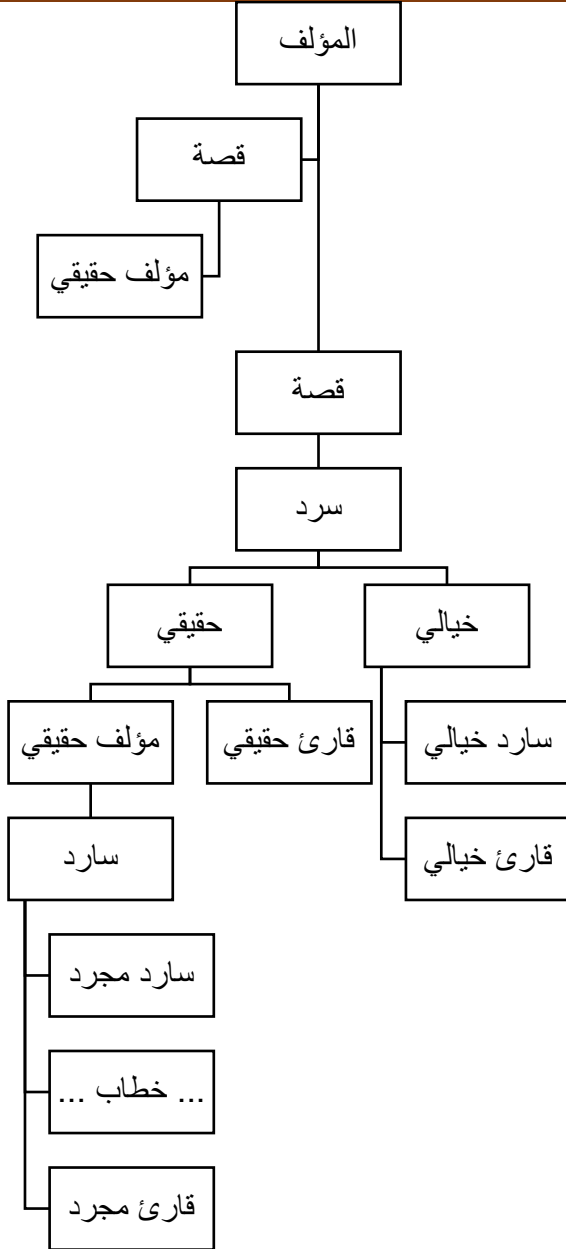 المؤلف
قصة
مؤلف حقيقي
قصة
سرد
خيالي
حقيقي
سارد خيالي
قارئ حقيقي
مؤلف حقيقي
قارئ خيالي
سارد
سارد مجرد
... خطاب ...
قارئ مجرد